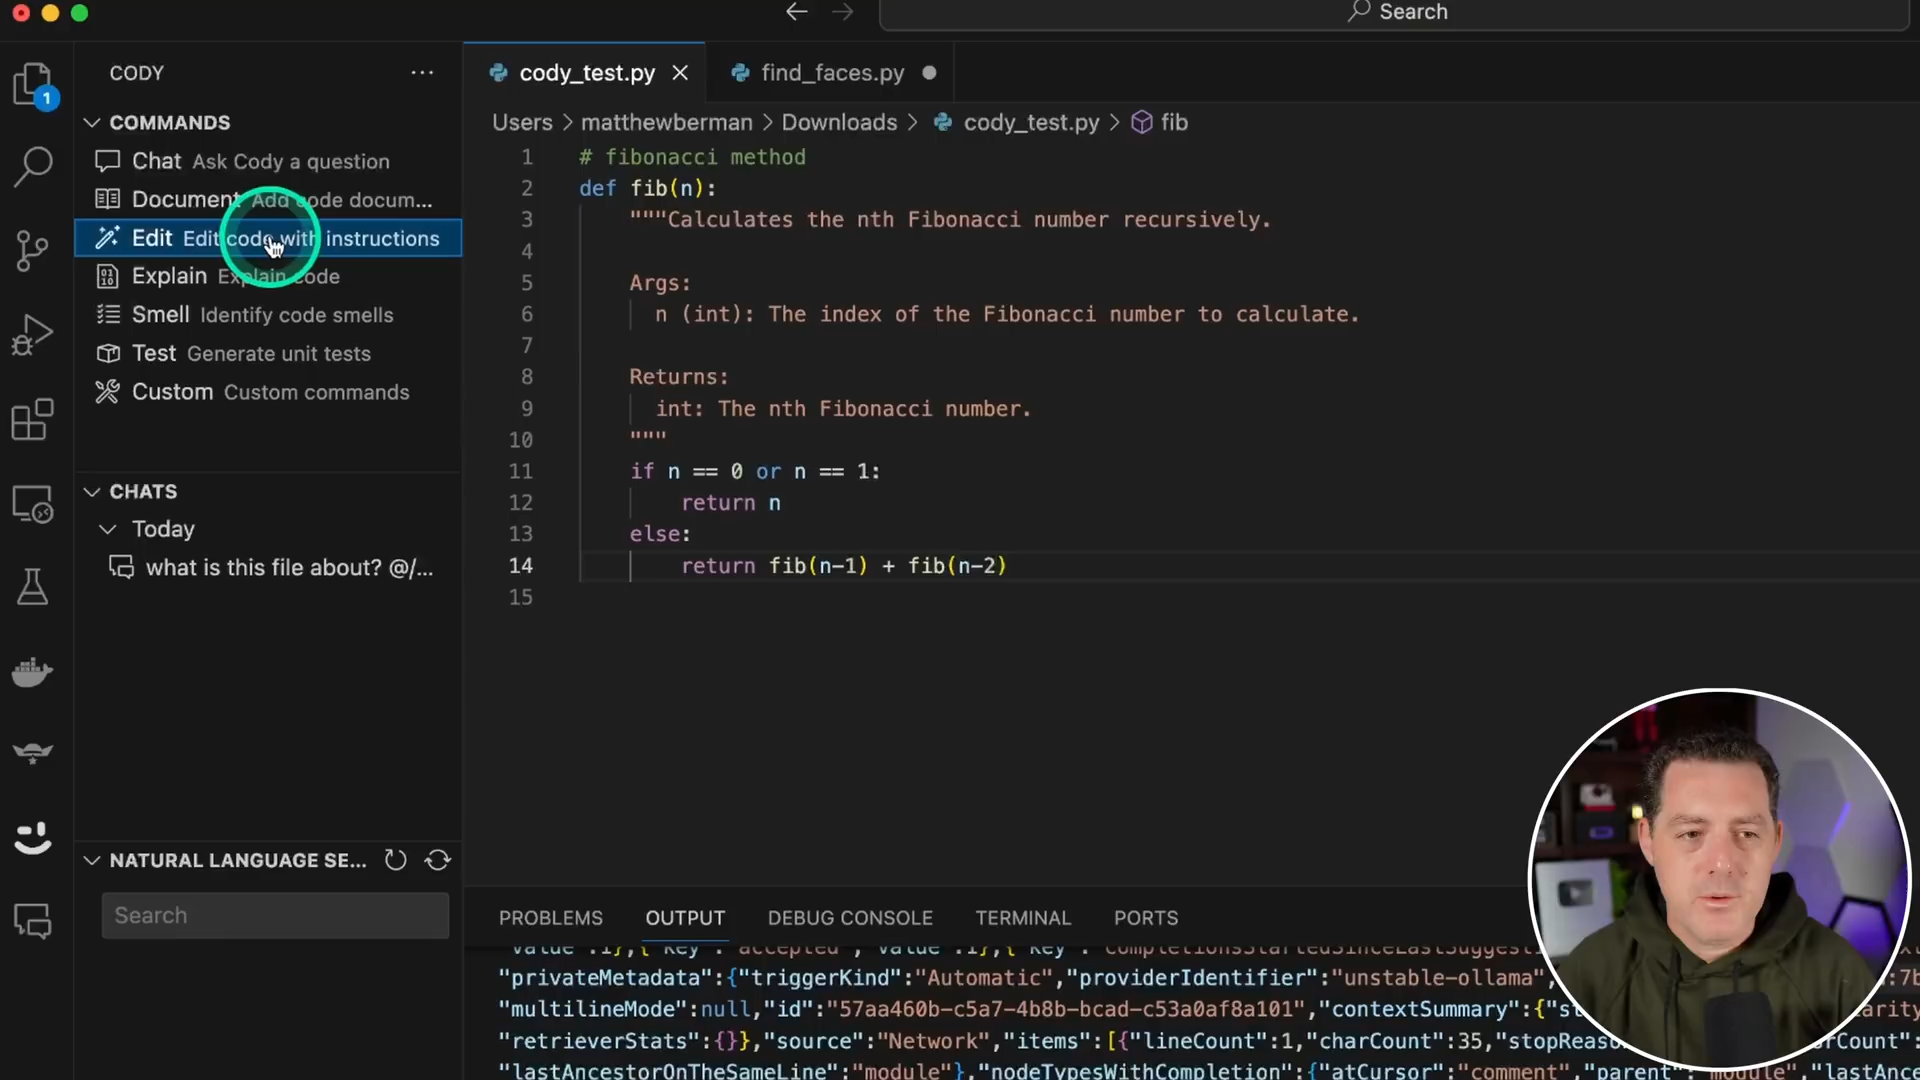 Search
CODY
cody_test.py
find_faces.py
1
COMMANDS
Users > matthewberman > Downloads > cody_test.py > fib
Chat Ask Cody a question
Document Add code docum...
Edit Edit code with instructions
Explain Explain code
Smell Identify code smells
Test Generate unit tests
Custom Custom commands
CHATS
Today
what is this file about? @/...
NATURAL LANGUAGE SE...
Search
1 # fibonacci method
2 def fib(n):
3 """Calculates the nth Fibonacci number recursively.
4
5 Args:
6 n (int): The index of the Fibonacci number to calculate.
7
8 Returns:
9 int: The nth Fibonacci number.
10 """
11 if n == 0 or n == 1:
12 return n
13 else:
14 return fib(n-1) + fib(n-2)
15
PROBLEMS OUTPUT DEBUG CONSOLE TERMINAL PORTS
"privateMetadata":{"triggerKind":"Automatic","providerIdentifier":"unstable-ollama",
"multilineMode":null,"id":"57aa460b-c5a7-4b8b-bcad-c53a0af8a101","contextSummary":{"st
"retrieverStats":{}},"source":"Network","items":[{"lineCount":1,"charCount":35,"stopReaso
"lastAncestorOnTheSameLine":"module"},"nodeTypesWithCompletion":{"atCursor":"comment","parent":"module","lastAnce